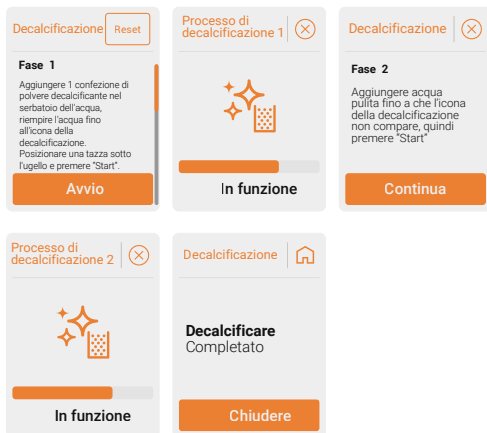 Decalcificazione Reset
Fase 1
Aggiungere 1 confezione di
polvere decalcificante nel
serbatoio dell'acqua,
riempire l'acqua fino
all'icona della
decalcificazione.
Posizionare una tazza sotto
l'ugello e premere "Start".
Avvio
Processo di
decalcificazione 1
In funzione
Decalcificazione
Fase 2
Aggiungere acqua
pulita fino a che l'icona
della decalcificazione
non compare, quindi
premere "Start"
Continua
Processo di
decalcificazione 2
In funzione
Decalcificazione
Decalcificare
Completato
Chiudere